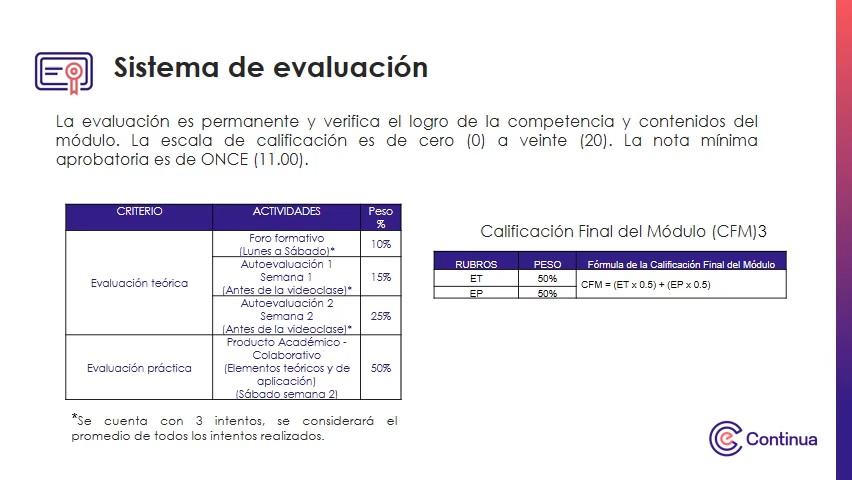 Sistema de evaluación
La evaluación es permanente y verifica el logro de la competencia y contenidos del
módulo. La escala de calificación es de cero (0) a veinte (20). La nota mínima
aprobatoria es de ONCE (11.00).
CRITERIO ACTIVIDADES Peso
%
Evaluación teórica
Foro formativo
(Lunes a Sábado)*
10%
Autoevaluación 1
Semana 1
(Antes de la videoclase)*
15%
Autoevaluación 2
Semana 2
(Antes de la videoclase)*
25%
Evaluación práctica
Producto Académico -
Colaborativo
(Elementos teóricos y de
aplicación)
(Sábado semana 2)
50%
*Se cuenta con 3 intentos, se considerará el
promedio de todos los intentos realizados.
Calificación Final del Módulo (CFM)3
RUBROS PESO Fórmula de la Calificación Final del Módulo
ET 50% CFM = (ET x 0.5) + (EP x 0.5)
EP 50%
Continua